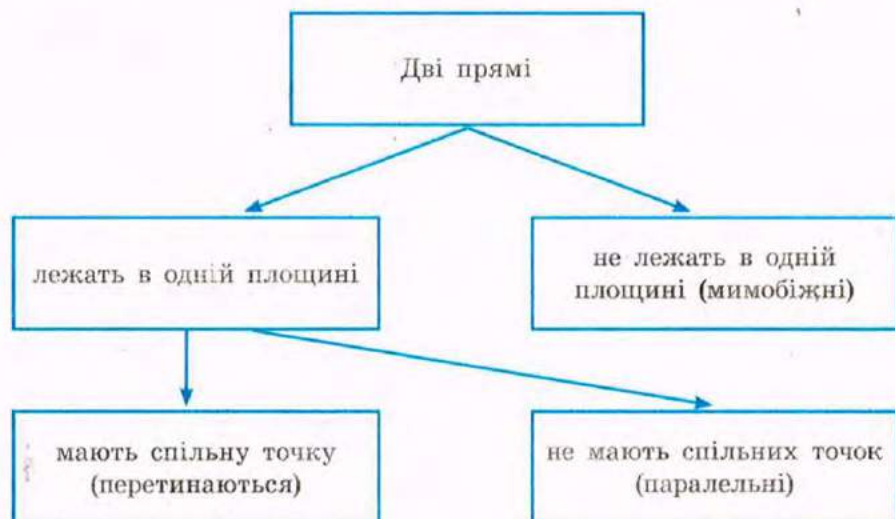 Дві прямі
лежать в одній площині
не лежать в одній
площині (мимобіжні)
мають спільну точку
(перетинаються)
не мають спільних точок
(паралельні)